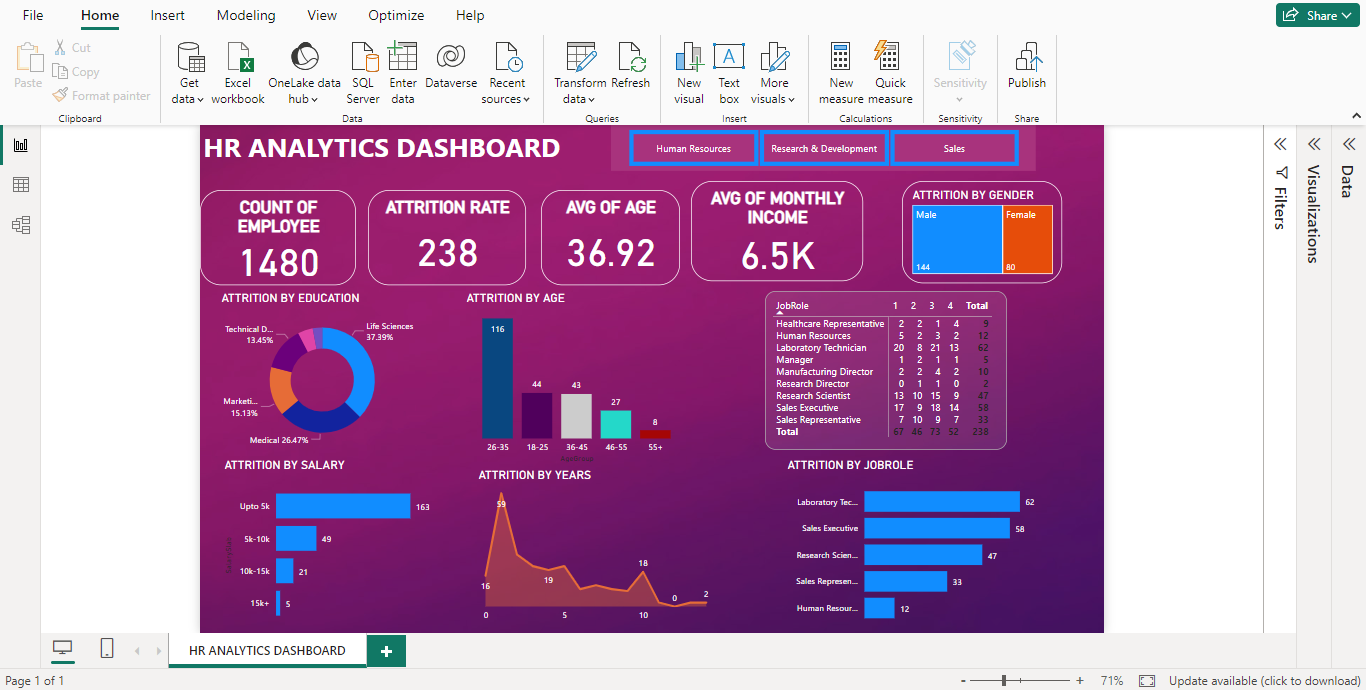 File Home Insert Modeling View Optimize Help Share
Paste
Cut
Copy
Format painter
Clipboard
Get data
Excel workbook
OneLake data hub
SQL Server
Enter data
Dataverse
Recent sources
Data
Transform data
Refresh
Queries
New visual
Text box
More visuals
Insert
New measure
Quick measure
Calculations
Sensitivity
Sensitivity
Publish
Share
HR ANALYTICS DASHBOARD
Human Resources
Research & Development
Sales
COUNT OF
EMPLOYEE
1480
ATTRITION RATE
238
AVG OF AGE
36.92
AVG OF MONTHLY
INCOME
6.5K
ATTRITION BY GENDER
Male
144
Female
80
ATTRITION BY EDUCATION
Life Sciences
37.39%
Technical D...
13.45%
Marketi...
15.13%
Medical 26.47%
ATTRITION BY AGE
116
44
43
27
8
26-35 18-25 36-45 46-55 55+
JobRole 1 2 3 4 Total
Healthcare Representative 2 2 1 4 9
Human Resources 5 2 3 2 12
Laboratory Technician 20 8 21 13 62
Manager 1 2 1 1 5
Manufacturing Director 2 2 4 2 10
Research Director 0 1 1 0 2
Research Scientist 13 10 15 9 47
Sales Executive 17 9 18 14 58
Sales Representative 7 10 9 7 33
Total 67 46 73 52 238
ATTRITION BY SALARY
Upto 5k 163
5k-10k 49
10k-15k 21
15k+ 5
ATTRITION BY YEARS
59
16
19
18
0
2
0 5 10
ATTRITION BY JOBROLE
Laboratory Tec... 62
Sales Executive 58
Research Scien... 47
Sales Represen... 33
Human Resour... 12
Filters
Visualizations
Data
HR ANALYTICS DASHBOARD
+
Page 1 of 1
- + 71%
Update available (click to download)